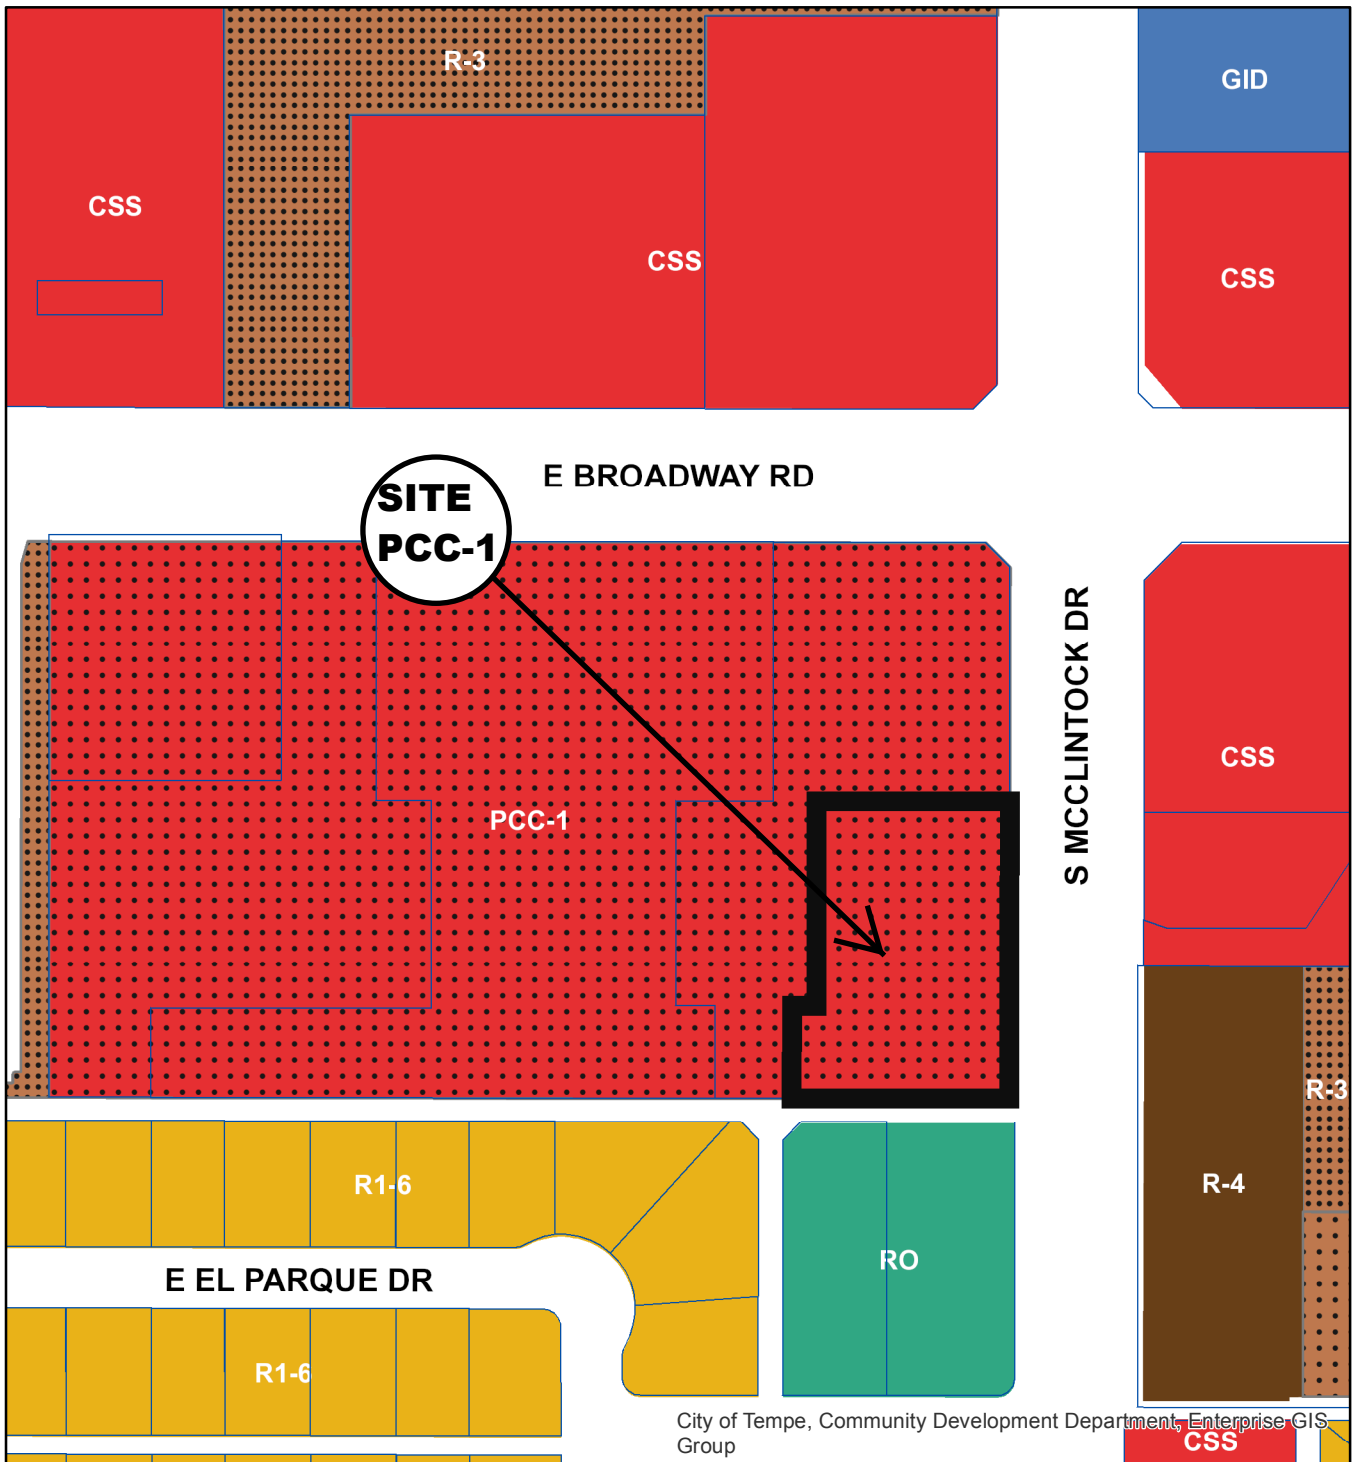 R-3
GID
CSS
CSS
CSS
E BROADWAY RD
SITE
PCC-1
S MCCLINTOCK DR
CSS
PCC-1
R-3
R1-6
R-4
RO
E EL PARQUE DR
R1-6
City of Tempe, Community Development Department, Enterprise GIS
Group
CSS